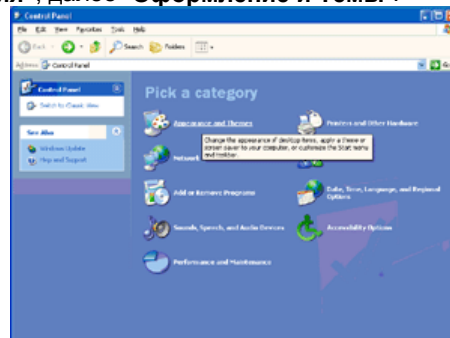 я", далее "Оформление и темы".
Control Panel
File Edit View Favorites Tools Help
Back Search Folders
Address Control Panel Go
Control Panel
Switch to Classic View
See Also
Windows Update
Help and Support
Pick a category
Appearance and Themes
Printers and Other Hardware
Change the appearance of desktop items, apply a theme or
screen saver to your computer, or customize the Start menu
and taskbar.
Network
Add or Remove Programs
Date, Time, Language, and Regional
Options
Sounds, Speech, and Audio Devices
Accessibility Options
Performance and Maintenance